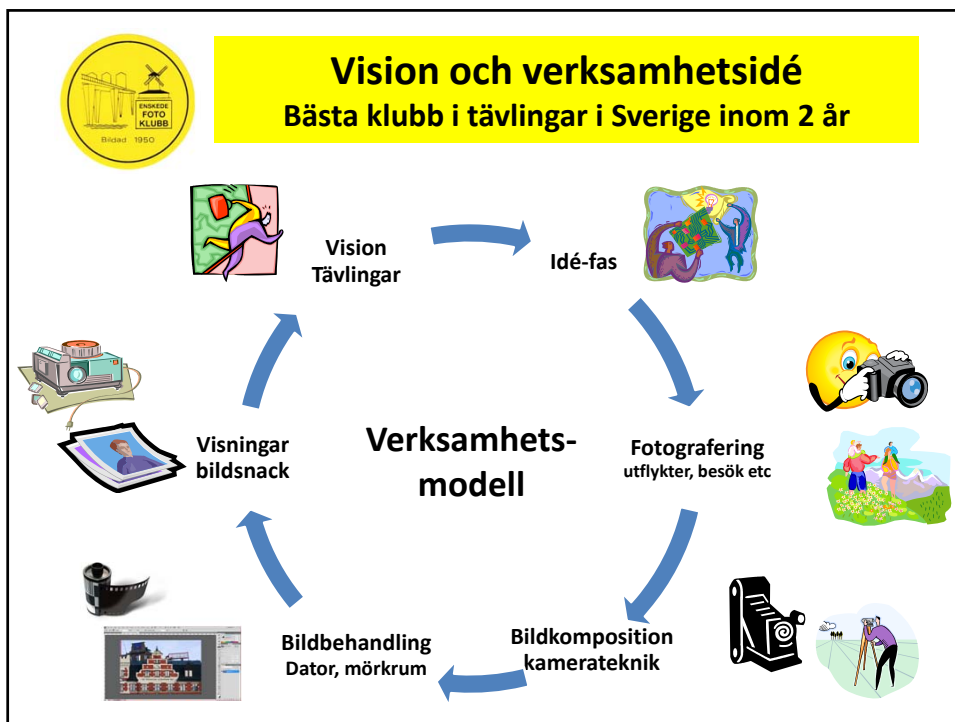 ENSKEDE
FOTO
KLUBB
Bildad 1950
Vision och verksamhetsidé
Bästa klubb i tävlingar i Sverige inom 2 år
Vision
Tävlingar
Idé-fas
Fotografering
utflykter, besök etc
Bildkomposition
kamerateknik
Bildbehandling
Dator, mörkrum
Visningar
bildsnack
Verksamhets-
modell